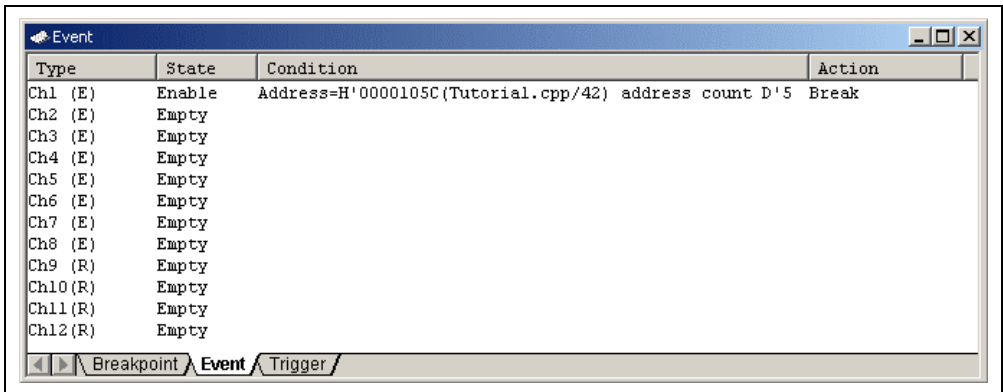 Event
Type State Condition Action
Ch1 (E) Enable Address=H'0000105C(Tutorial.cpp/42) address count D'5 Break
Ch2 (E) Empty
Ch3 (E) Empty
Ch4 (E) Empty
Ch5 (E) Empty
Ch6 (E) Empty
Ch7 (E) Empty
Ch8 (E) Empty
Ch9 (R) Empty
Ch10(R) Empty
Ch11(R) Empty
Ch12(R) Empty
Breakpoint Event Trigger